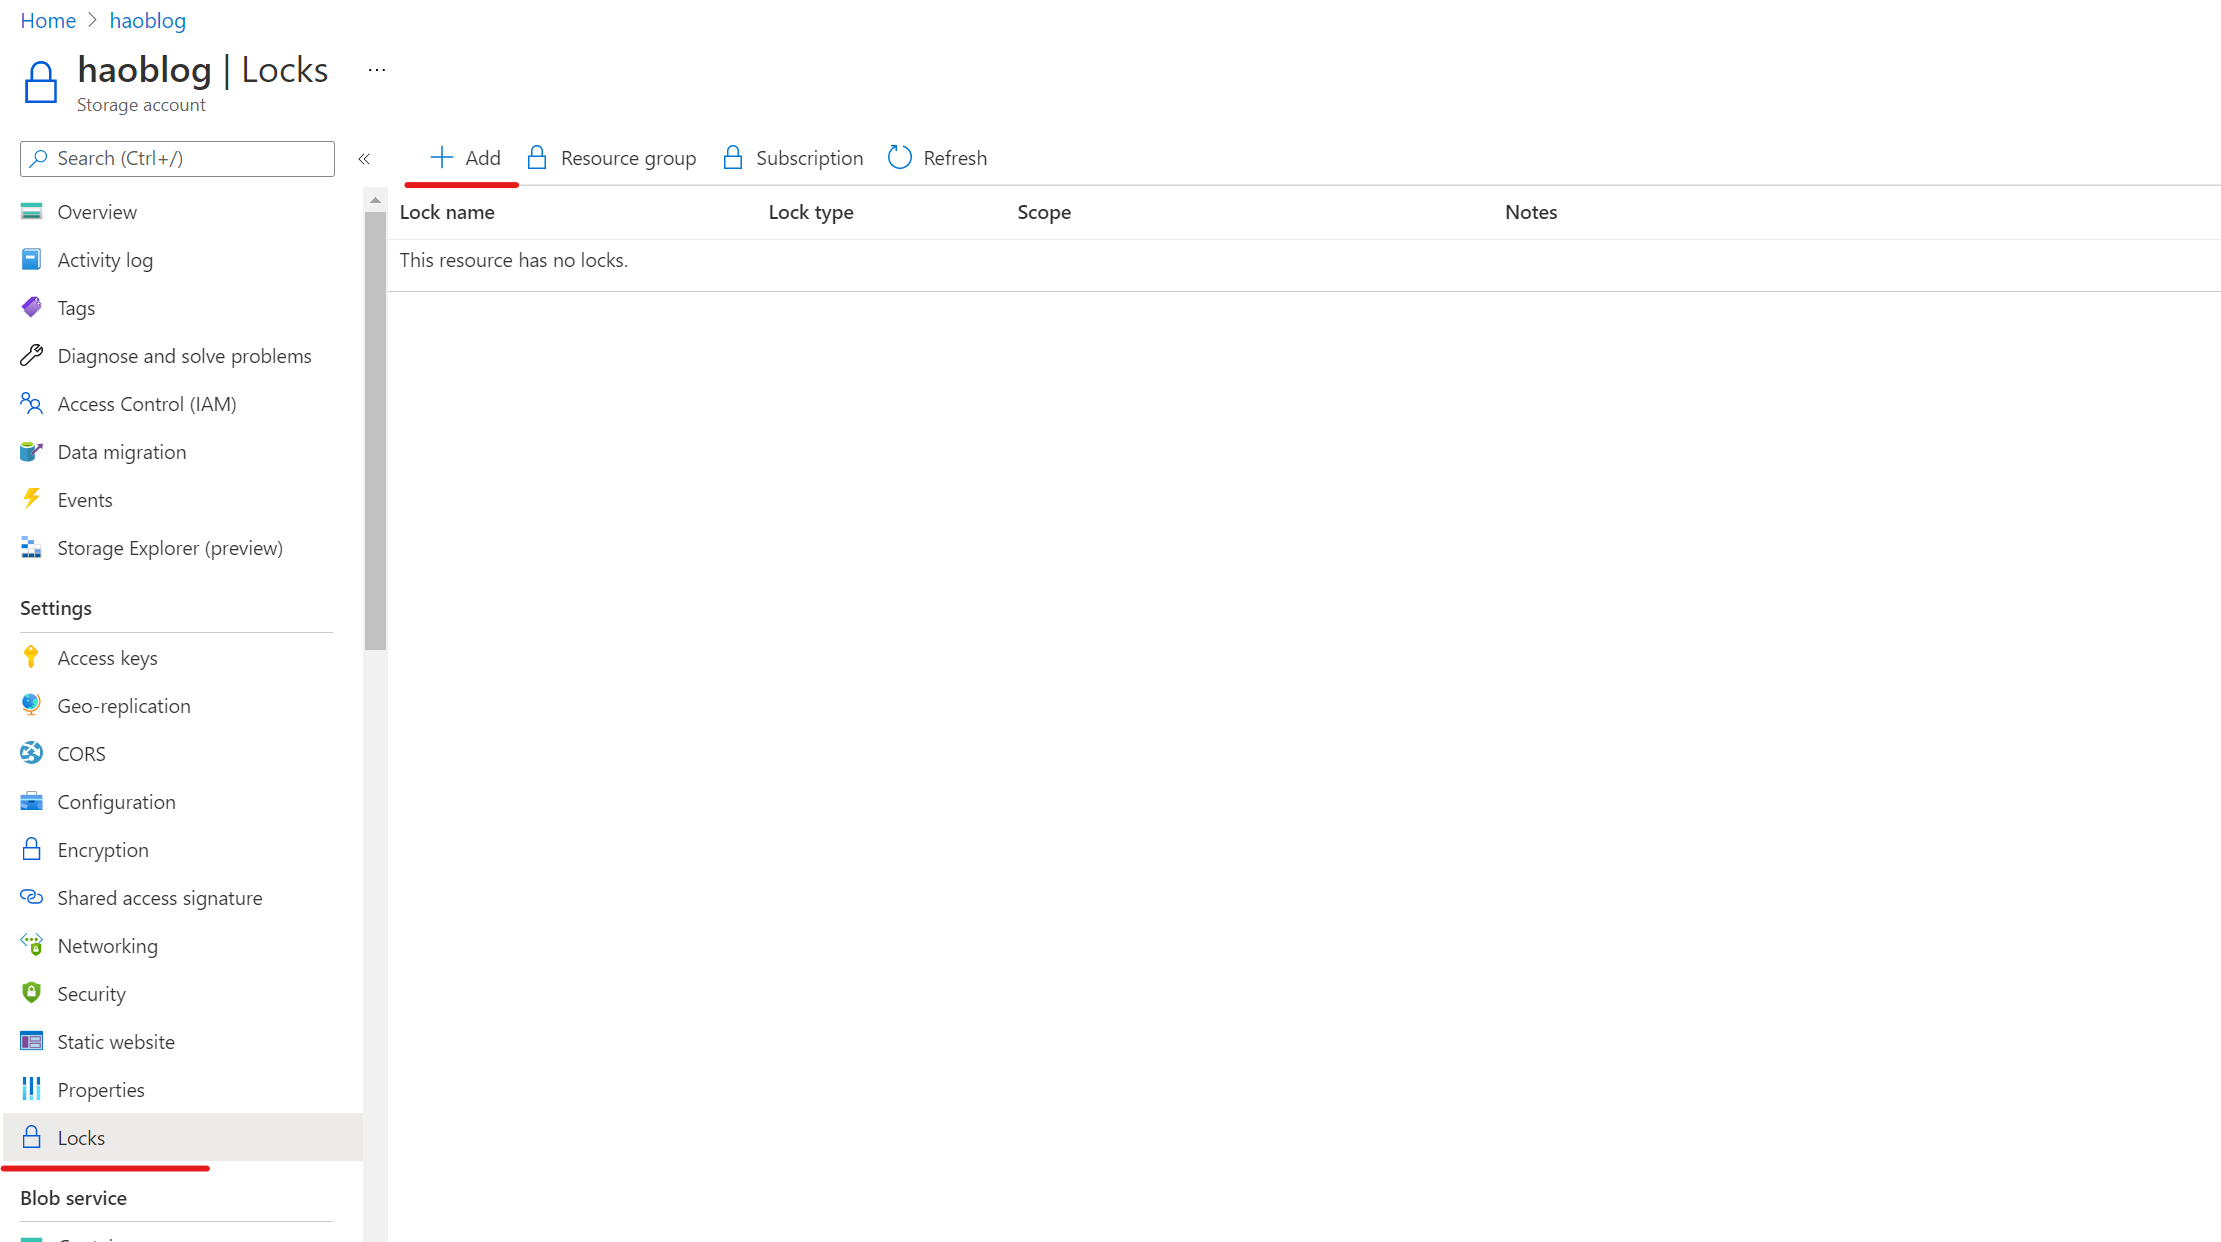 Home > haoblog
haoblog | Locks ...
Storage account
Search (Ctrl+/) «
Add Resource group Subscription Refresh
Overview
Activity log
Tags
Diagnose and solve problems
Access Control (IAM)
Data migration
Events
Storage Explorer (preview)
Settings
Access keys
Geo-replication
CORS
Configuration
Encryption
Shared access signature
Networking
Security
Static website
Properties
Locks
Blob service
Lock name Lock type Scope Notes
This resource has no locks.